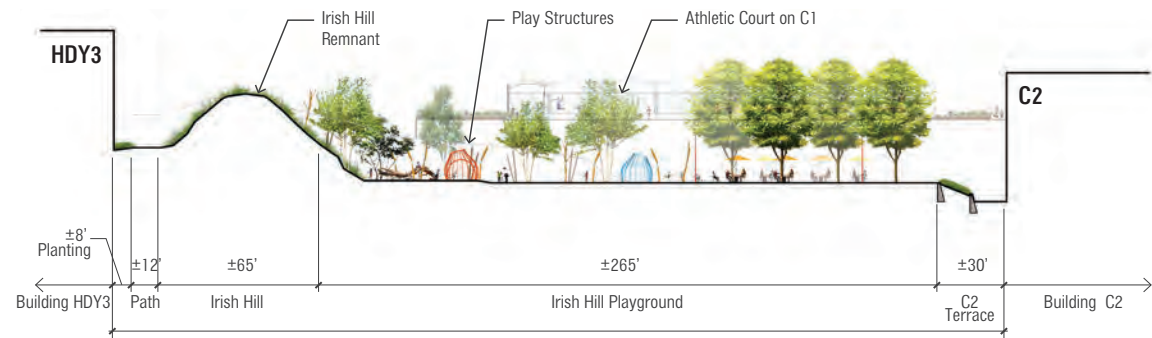 Irish Hill
Remnant
Play Structures
Athletic Court on C1
HDY3
C2
±8'
Planting
±12'
±65'
±265'
±30'
Building HDY3
Path
Irish Hill
Irish Hill Playground
C2
Terrace
Building C2